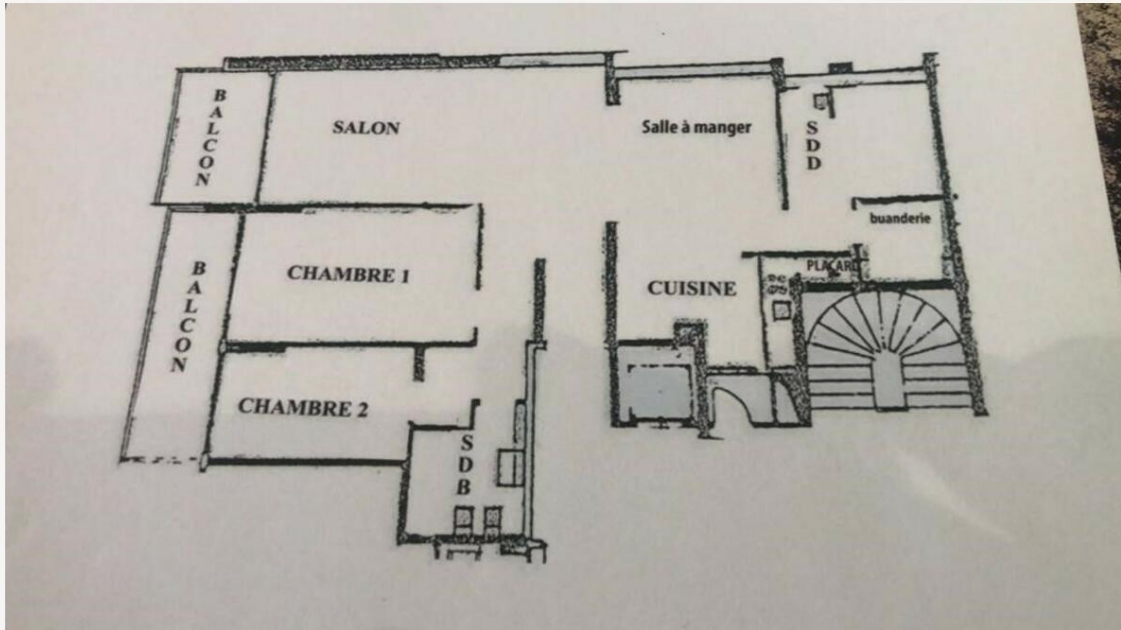 BALCON
SALON
Salle à manger
SDD
buanderie
BALCON
CHAMBRE 1
CUISINE
PLACARD
CHAMBRE 2
SDB